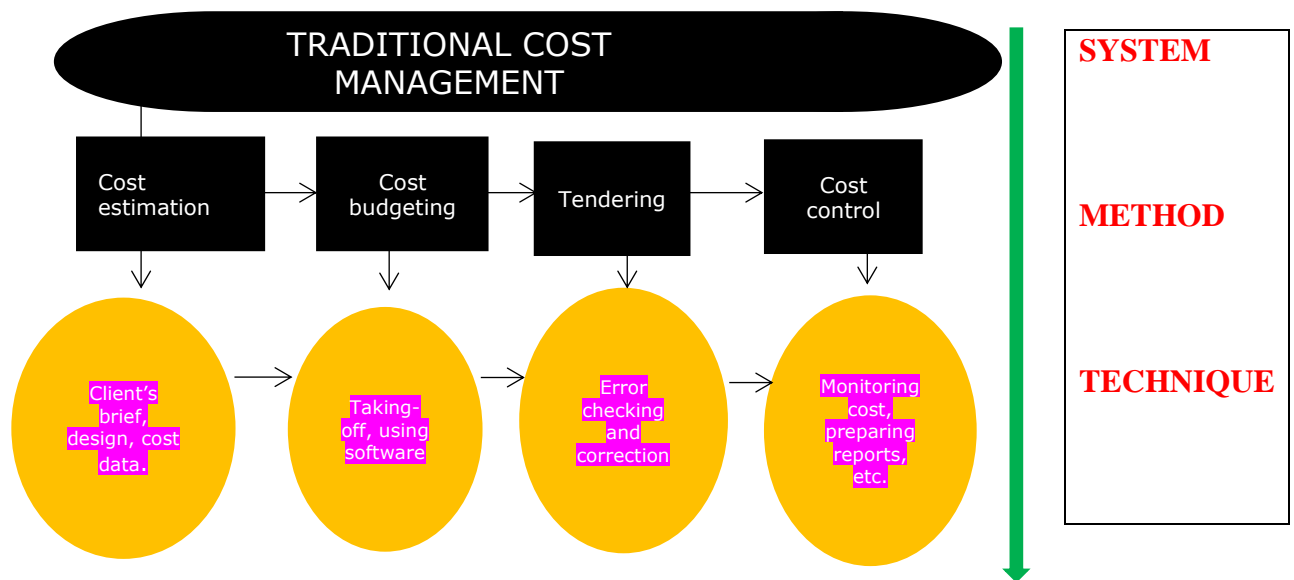 TRADITIONAL COST
MANAGEMENT
SYSTEM
Cost
estimation
Cost
budgeting
Tendering
Cost
control
METHOD
Client’s
brief,
design, cost
data.
Taking-
off, using
software
Error
checking
and
correction
Monitoring
cost,
preparing
reports,
etc.
TECHNIQUE